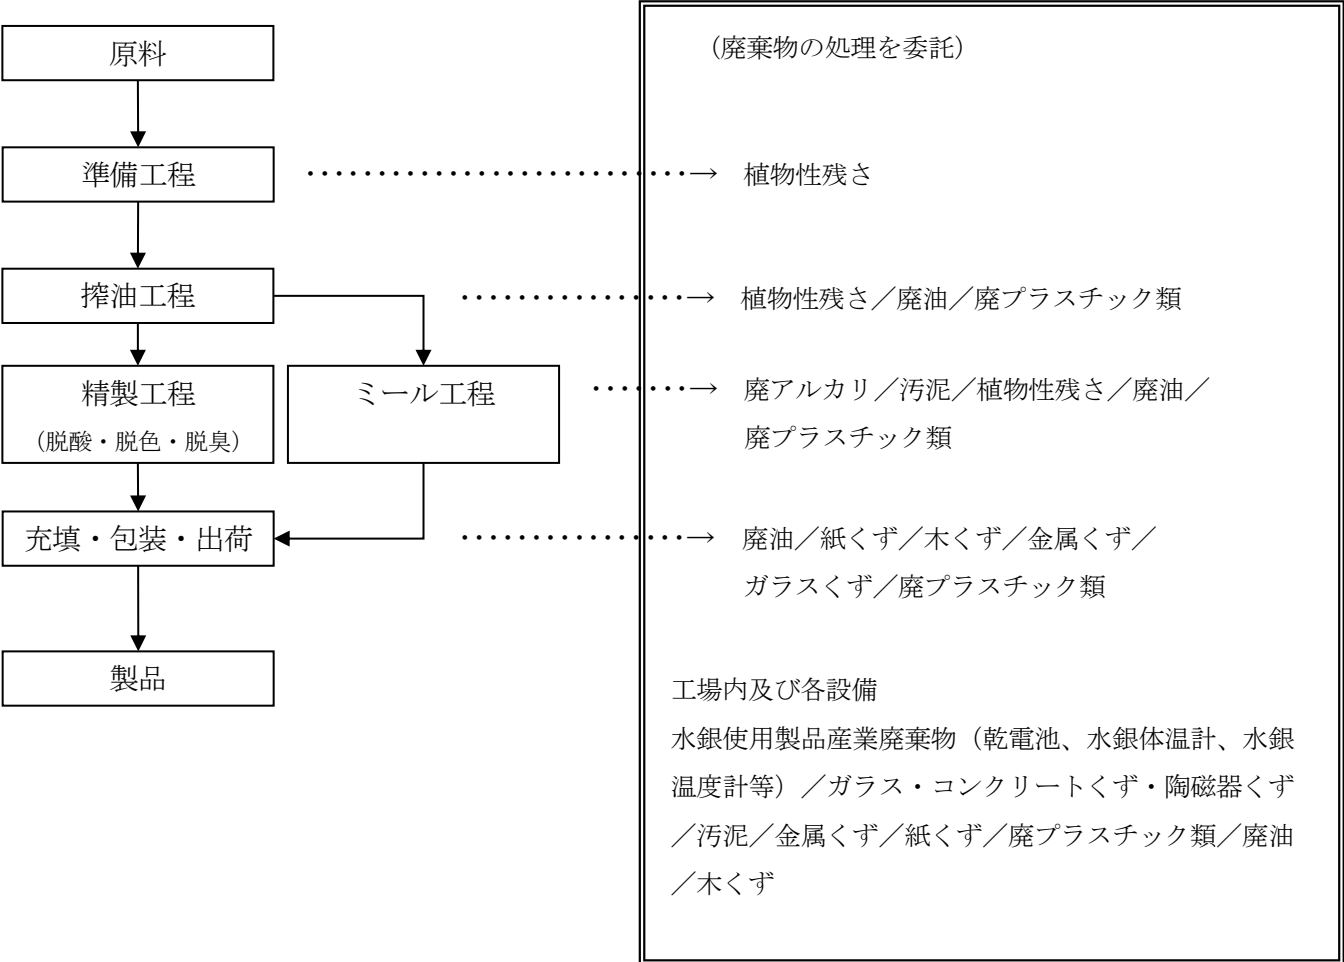 原料
（廃棄物の処理を委託）
準備工程
植物性残さ
搾油工程
植物性残さ／廃油／廃プラスチック類
精製工程
（脱酸・脱色・脱臭）
ミール工程
廃アルカリ／汚泥／植物性残さ／廃油／
廃プラスチック類
充填・包装・出荷
廃油／紙くず／木くず／金属くず／
ガラスくず／廃プラスチック類
製品
工場内及び各設備
水銀使用製品産業廃棄物（乾電池、水銀体温計、水銀
温度計等）／ガラス・コンクリートくず・陶磁器くず
／汚泥／金属くず／紙くず／廃プラスチック類／廃油
／木くず